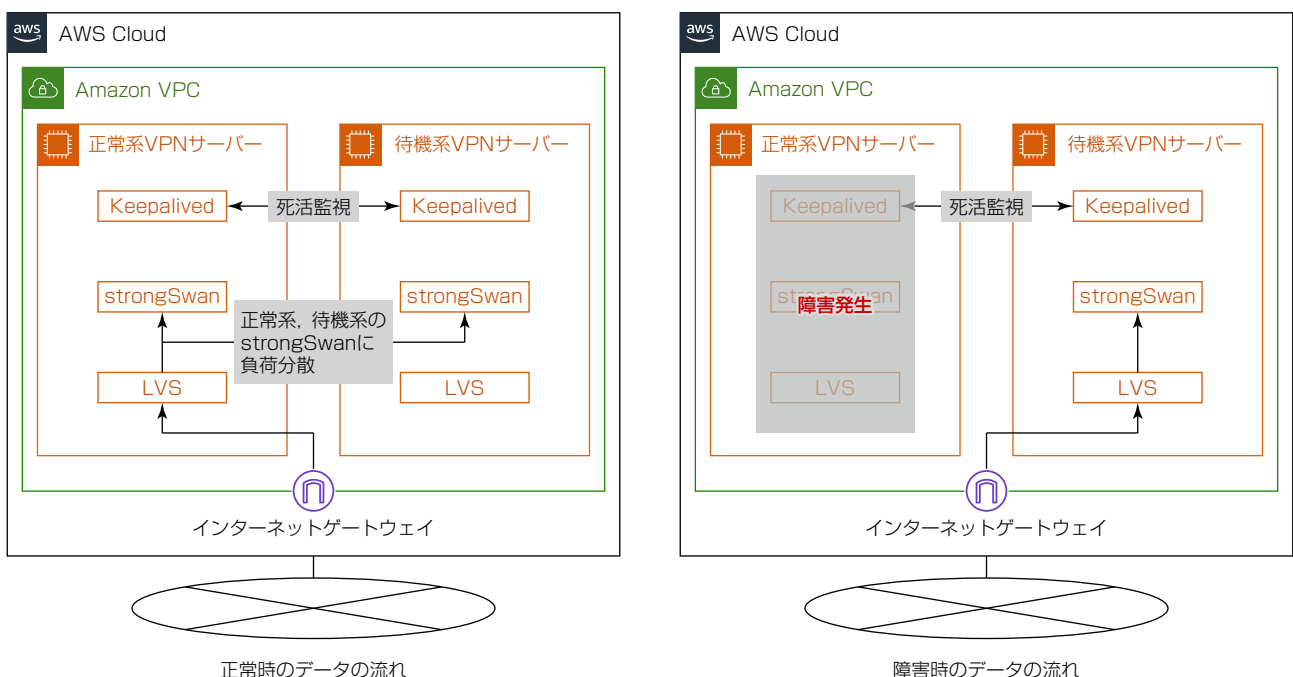 aws
AWS Cloud
Amazon VPC
正常系VPNサーバー
待機系VPNサーバー
Keepalived
死活監視
Keepalived
strongSwan
strongSwan
正常系, 待機系の
strongSwanに
負荷分散
LVS
LVS
インターネットゲートウェイ
正常時のデータの流れ
aws
AWS Cloud
Amazon VPC
正常系VPNサーバー
待機系VPNサーバー
Keepalived
死活監視
Keepalived
strongSwan
障害発生
strongSwan
LVS
LVS
インターネットゲートウェイ
障害時のデータの流れ